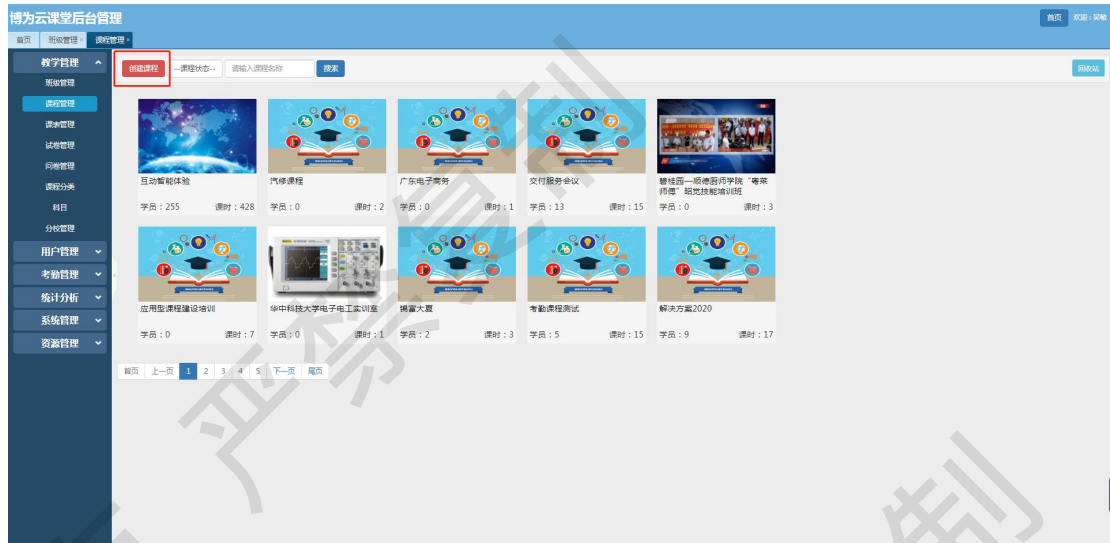 博为云课堂后台管理
首页 欢迎：吴敏
首页 班级管理 × 课程管理 ×
教学管理
班级管理
课程管理
课表管理
试卷管理
问卷管理
课程分类
科目
分校管理
用户管理
考勤管理
统计分析
系统管理
资源管理
创建课程 --课程状态-- 请输入课程名称 搜索 回收站
互动智能体验 汽修课程 广东电子商务 交付服务会议 碧桂园—顺德厨师学院“粤菜
师傅”轻烹技能培训班
学员：255 课时：428 学员：0 课时：2 学员：0 课时：1 学员：13 课时：15 学员：0 课时：3
应用型课程建设培训 华中科技大学电子电工实训室 锦富大夏 考勤课程测试 解决方案2020
学员：0 课时：7 学员：0 课时：1 学员：2 课时：3 学员：5 课时：15 学员：9 课时：17
首页 上一页 1 2 3 4 5 下一页 尾页
严禁复制
制